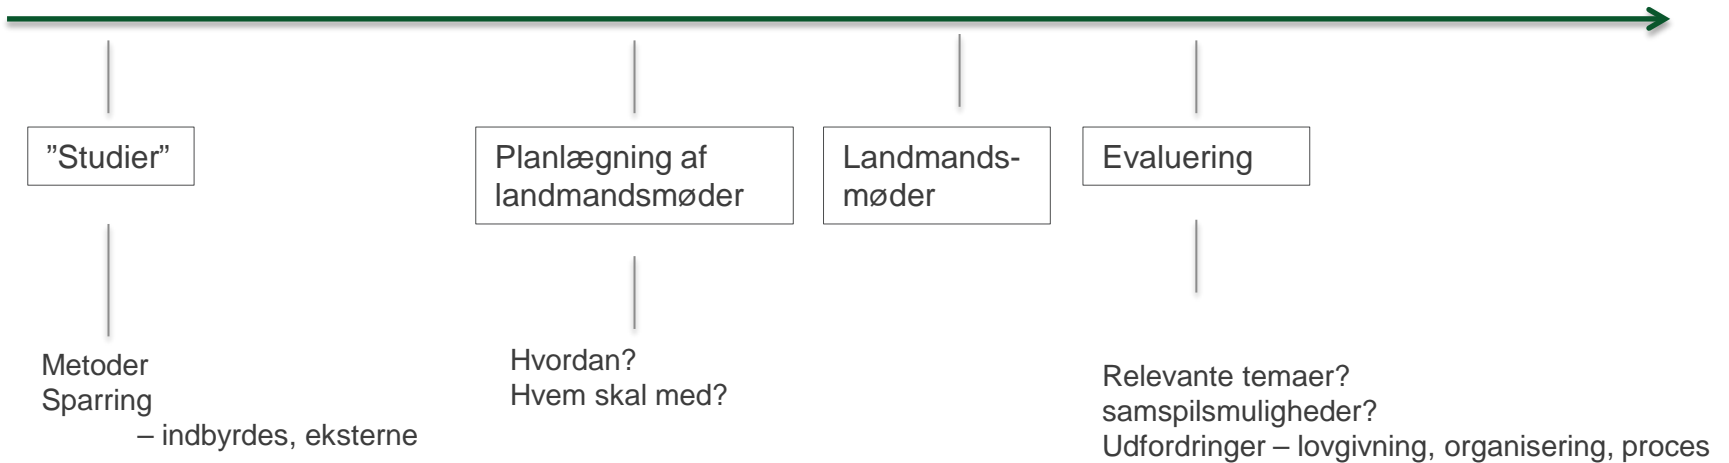 ”Studier”
Planlægning af
landmandsmøder
Landmands-
møder
Evaluering
Metoder
Sparring
– indbyrdes, eksterne
Hvordan?
Hvem skal med?
Relevante temaer?
samspilsmuligheder?
Udfordringer – lovgivning, organisering, proces